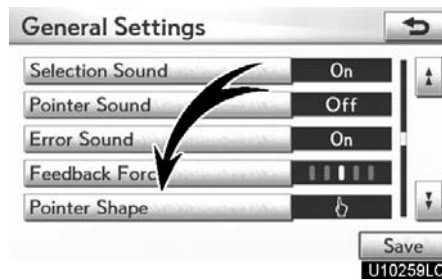 General Settings
Selection Sound On
Pointer Sound Off
Error Sound On
Feedback Forc
Pointer Shape
Save
U10259LC